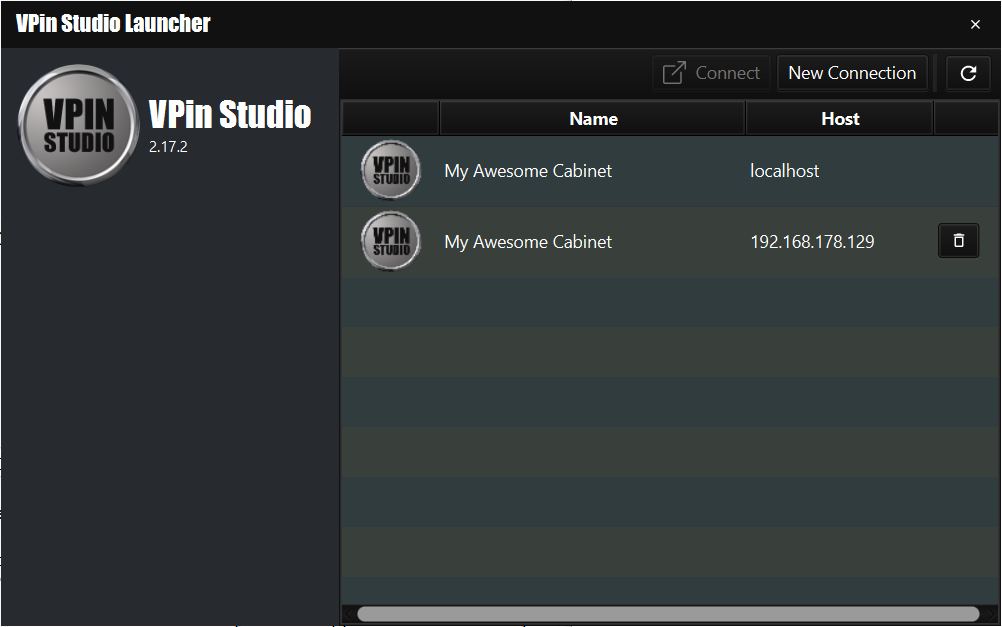 VPin Studio Launcher
VPIN
STUDIO
VPin Studio
2.17.2
Connect
New Connection
Name
Host
VPIN
STUDIO
My Awesome Cabinet
localhost
VPIN
STUDIO
My Awesome Cabinet
192.168.178.129